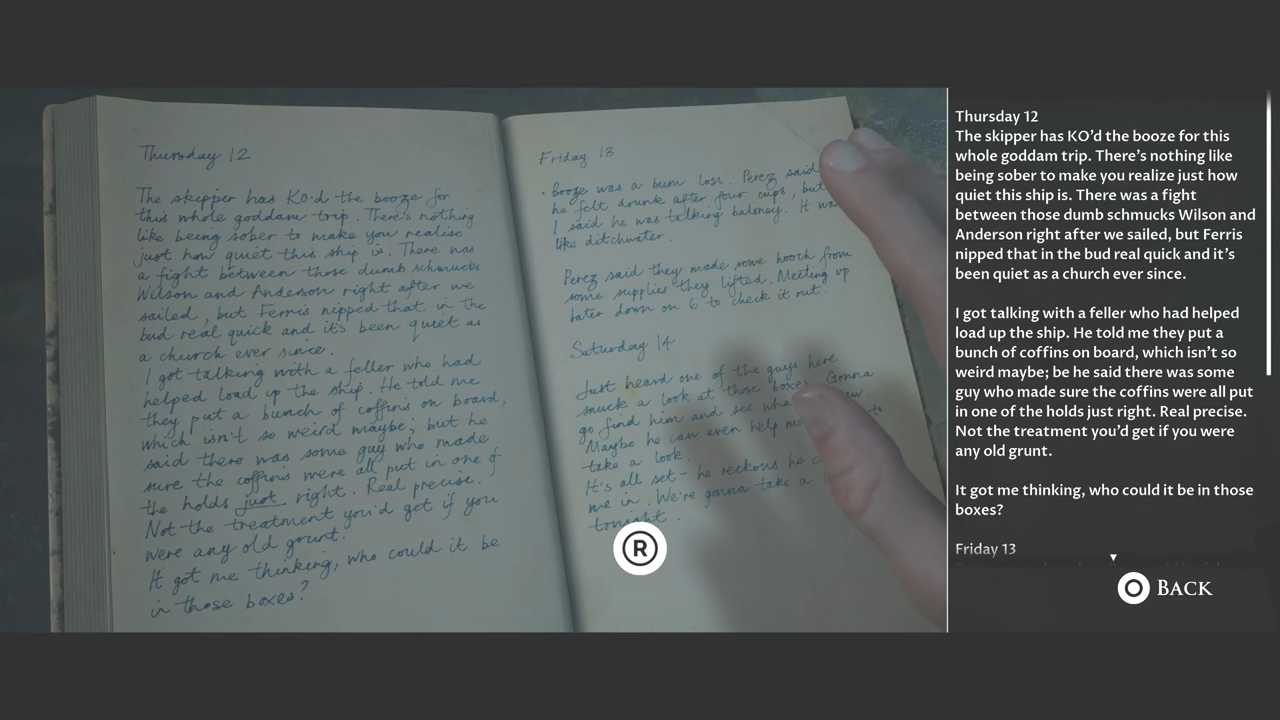 Thursday 12
The skipper has KO'd the booze for
this whole goddam trip. There's nothing
like being sober to make you realise
just how quiet this ship is. There was
a fight between those dumb schmucks
Wilson and Anderson right after we
sailed, but Ferris nipped that in the
bud real quick and it's been quiet as
a church ever since.
I got talking with a feller who had
helped load up the ship. He told me
they put a bunch of coffins on board,
which isn't so weird maybe; but he
said there was some guy who made
sure the coffins were all put in one of
the holds just right. Real precise.
Not the treatment you'd get if you
were any old grunt.
It got me thinking, who could it be
in those boxes?
Friday 13
Booze was a bum loss. Perez said
he felt drunk after four cups, but
I said he was talking baloney. It was
like ditchwater.
Perez said they made some hooch from
some supplies they lifted. Meeting up
later down on 6 to check it out.
Saturday 14
Just heard one of the guys here
snuck a look at those boxes. Gonna
go find him and see
Maybe he can even help me to
take a look.
It's all set - he reckons he
me in. We're gonna take a
tonight.
R
Thursday 12
The skipper has KO'd the booze for this
whole goddam trip. There's nothing like
being sober to make you realize just how
quiet this ship is. There was a fight
between those dumb schmucks Wilson and
Anderson right after we sailed, but Ferris
nipped that in the bud real quick and it's
been quiet as a church ever since.
I got talking with a feller who had helped
load up the ship. He told me they put a
bunch of coffins on board, which isn't so
weird maybe; be he said there was some
guy who made sure the coffins were all put
in one of the holds just right. Real precise.
Not the treatment you'd get if you were
any old grunt.
It got me thinking, who could it be in those
boxes?
Friday 13
BACK